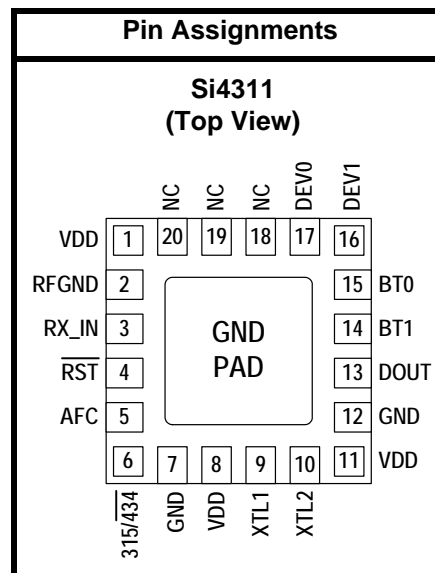 Pin Assignments
Si4311
(Top View)
NC NC NC DEV0 DEV1
VDD 1 20 19 18 17 16
RFGND 2 15 BT0
RX_IN 3 GND 14 BT1
RST 4 PAD 13 DOUT
AFC 5 12 GND
6 7 8 9 10 11 VDD
315/434 GND VDD XTL1 XTL2